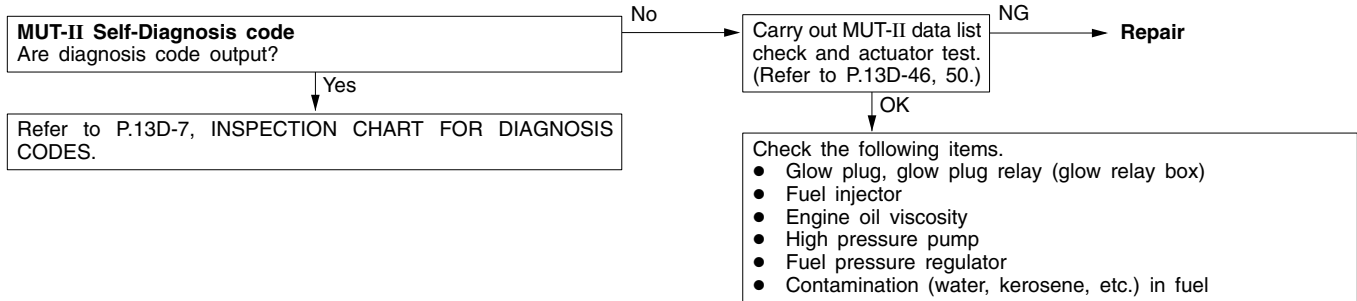 MUT-II Self-Diagnosis code
Are diagnosis code output?
No
Carry out MUT-II data list
check and actuator test.
(Refer to P.13D-46, 50.)
NG
Repair
Yes
Refer to P.13D-7, INSPECTION CHART FOR DIAGNOSIS
CODES.
OK
Check the following items.
● Glow plug, glow plug relay (glow relay box)
● Fuel injector
● Engine oil viscosity
● High pressure pump
● Fuel pressure regulator
● Contamination (water, kerosene, etc.) in fuel